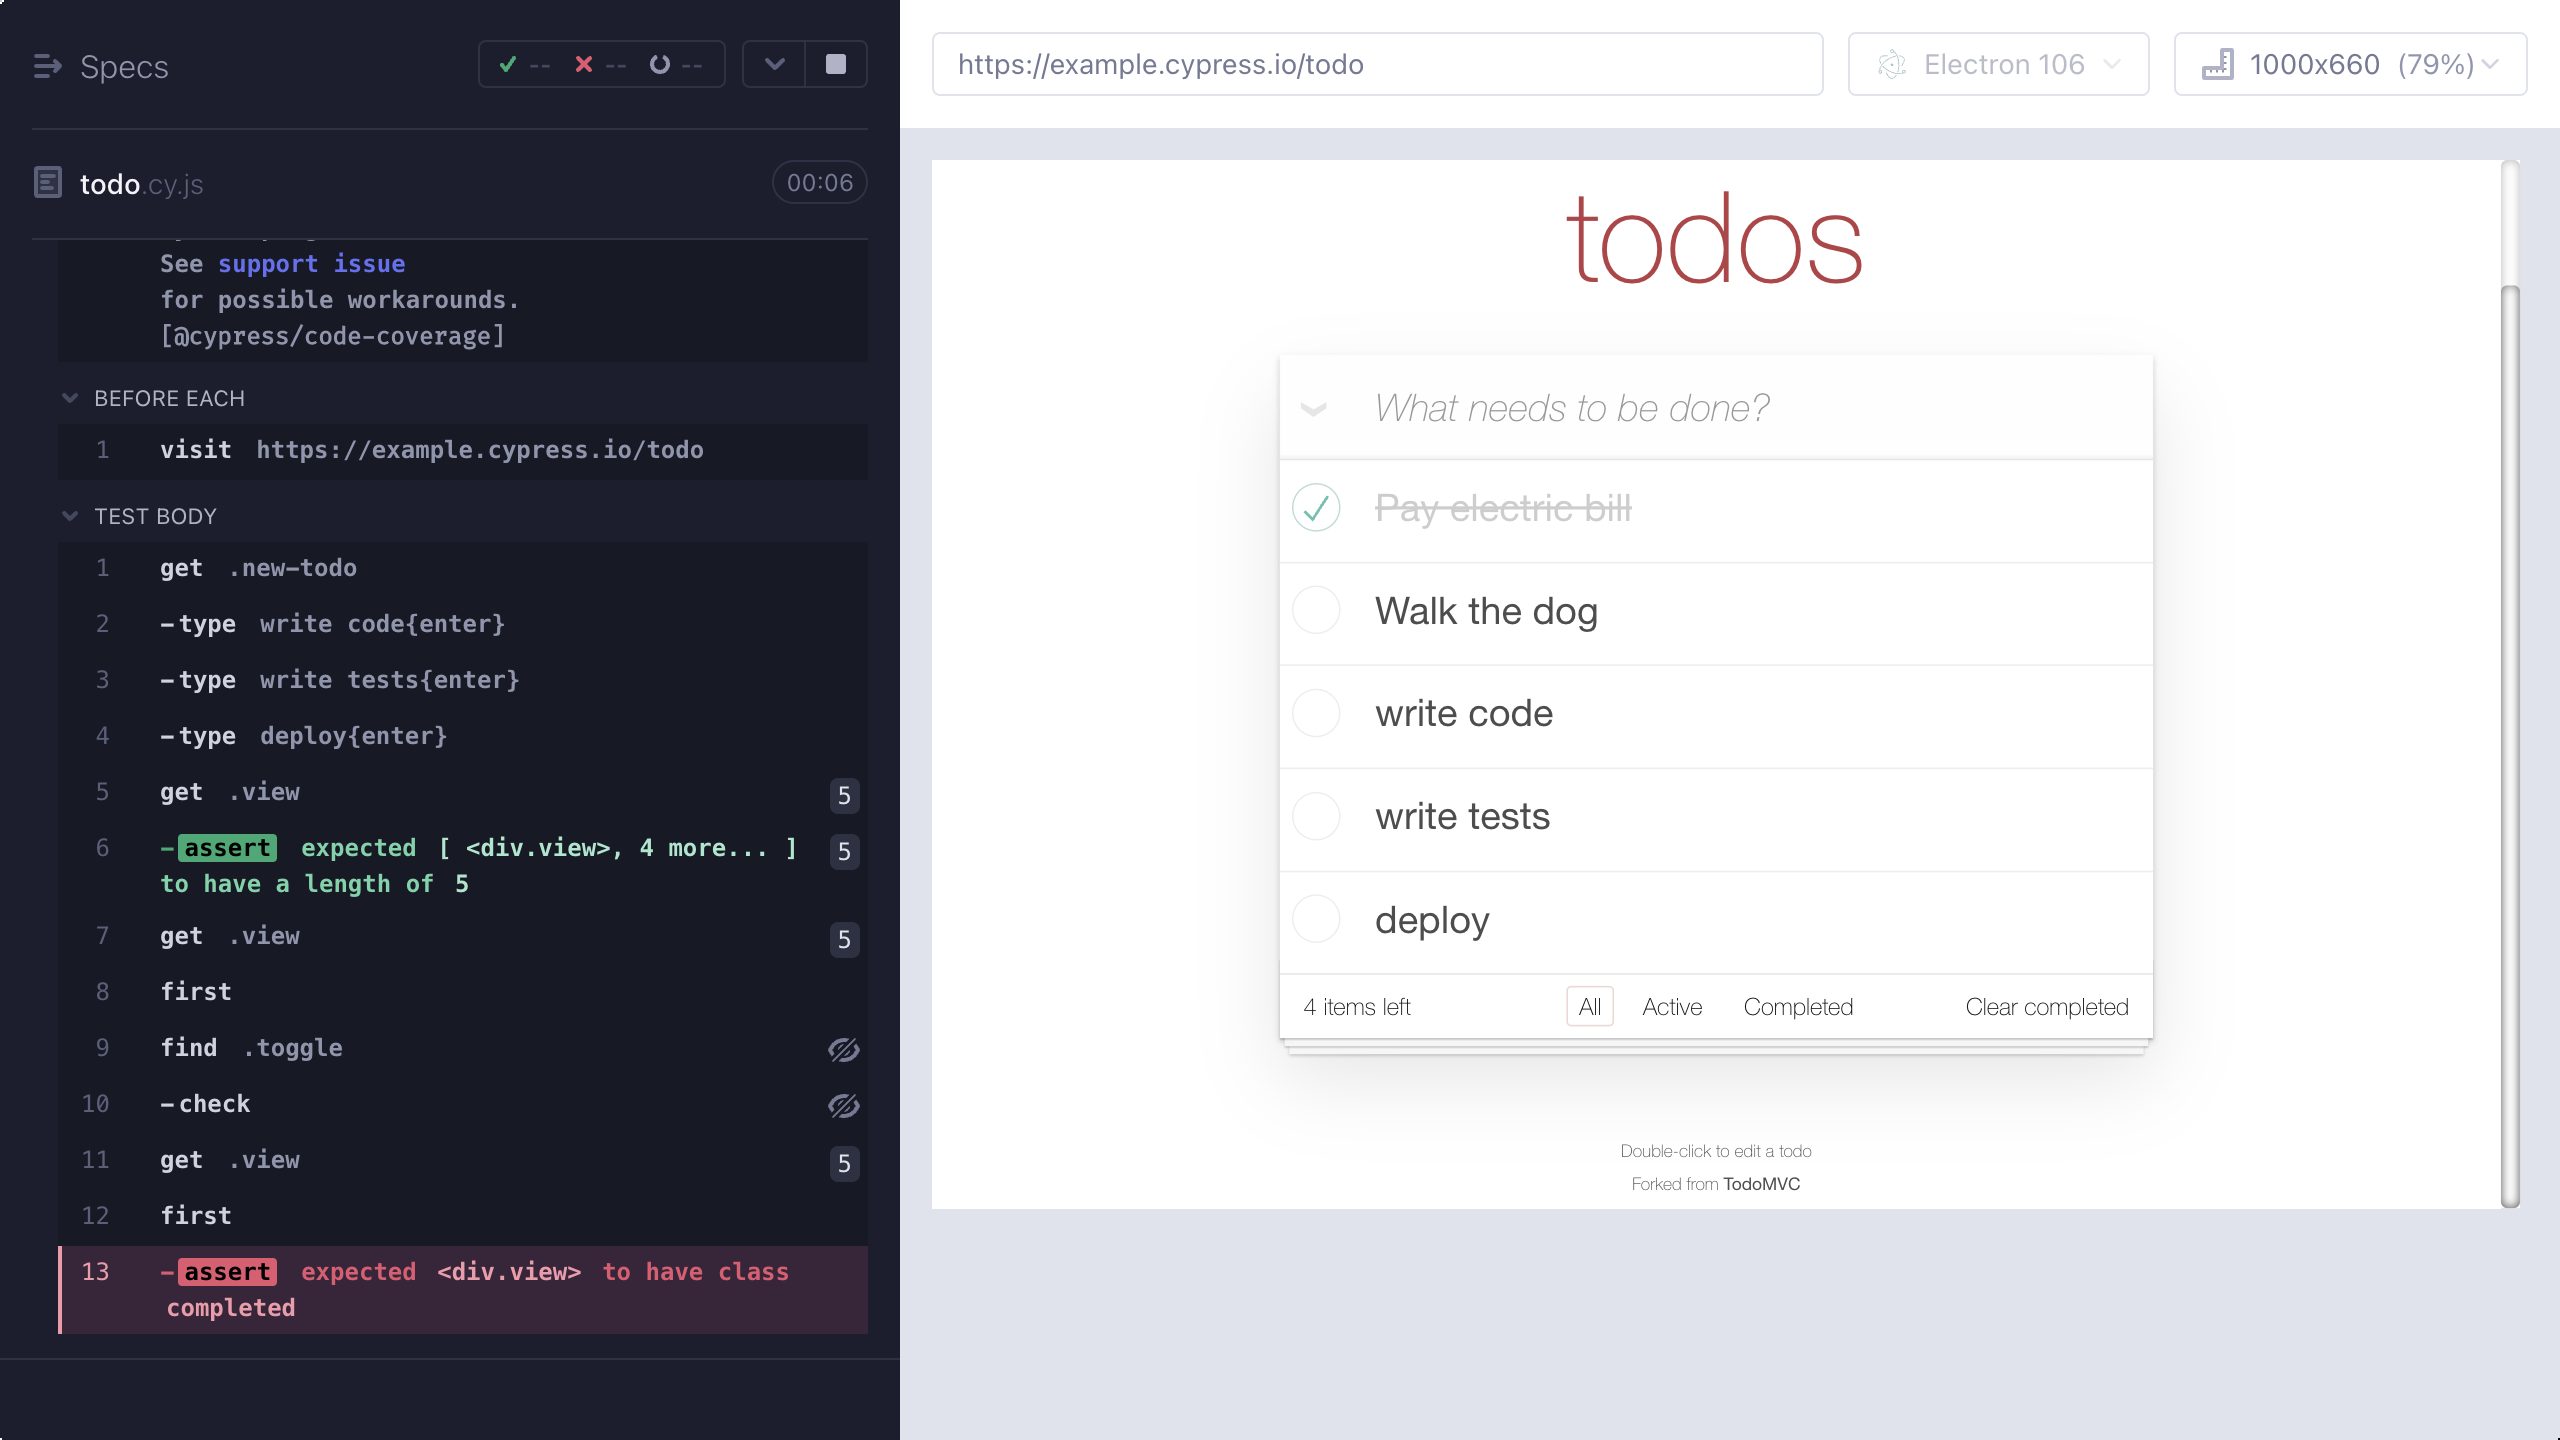 Specs
-- -- --
todo.cy.js 00:06
See support issue
for possible workarounds.
[@cypress/code-coverage]
BEFORE EACH
1 visit https://example.cypress.io/todo
TEST BODY
1 get .new-todo
2 -type write code{enter}
3 -type write tests{enter}
4 -type deploy{enter}
5 get .view 5
6 -assert expected [ <div.view>, 4 more... ] 5
to have a length of 5
7 get .view 5
8 first
9 find .toggle
10 -check
11 get .view 5
12 first
13 -assert expected <div.view> to have class
completed
https://example.cypress.io/todo
Electron 106
1000x660 (79%)
todos
What needs to be done?
Pay electric bill
Walk the dog
write code
write tests
deploy
4 items left All Active Completed Clear completed
Double-click to edit a todo
Forked from TodoMVC